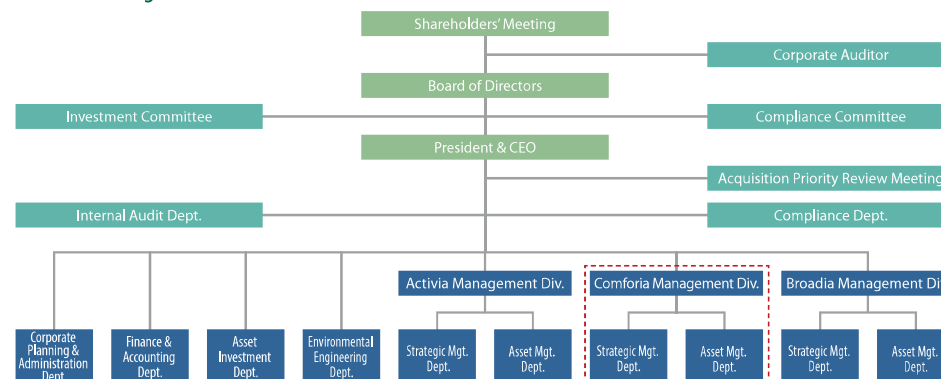 Shareholders' Meeting
Corporate Auditor
Board of Directors
Investment Committee
Compliance Committee
President & CEO
Acquisition Priority Review Meeting
Internal Audit Dept.
Compliance Dept.
Activia Management Div.
Comforia Management Div.
Broadia Management Div
Corporate
Planning &
Administration
Dept.
Finance &
Accounting
Dept.
Asset
Investment
Dept.
Environmental
Engineering
Dept.
Strategic Mgt.
Dept.
Asset Mgt.
Dept.
Strategic Mgt.
Dept.
Asset Mgt.
Dept.
Strategic Mgt.
Dept.
Asset Mgt.
Dept.